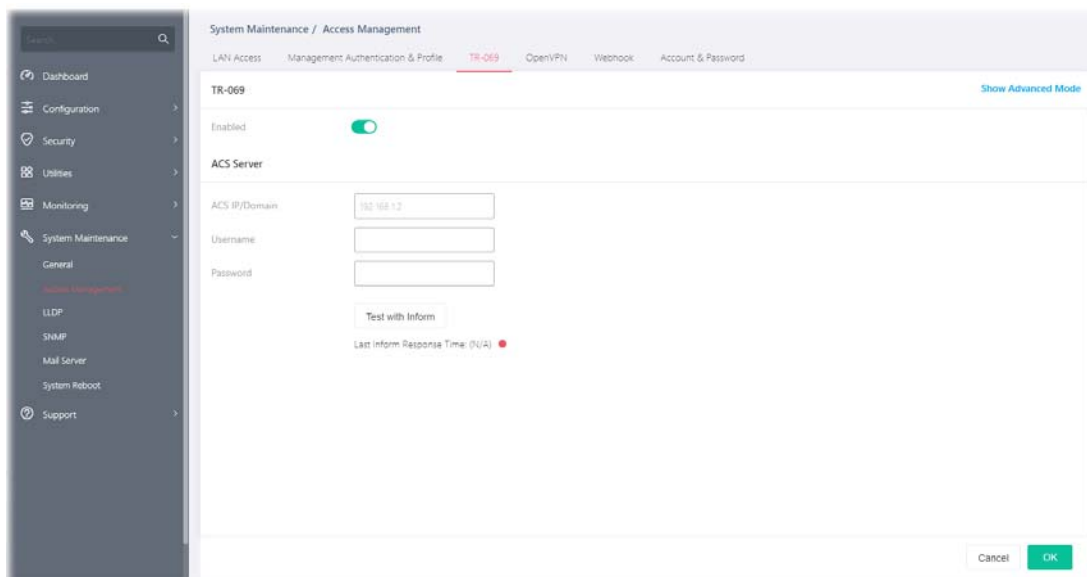 Search
System Maintenance / Access Management
LAN Access Management Authentication & Profile TR-069 OpenVPN Webhook Account & Password
Dashboard
Configuration
Security
Utilities
Monitoring
System Maintenance
General
Access Management
LLDP
SNMP
Mail Server
System Reboot
Support
TR-069
Show Advanced Mode
Enabled
ACS Server
ACS IP/Domain
192.168.1.2
Username
Password
Test with Inform
Last Inform Response Time: (N/A)
Cancel
OK